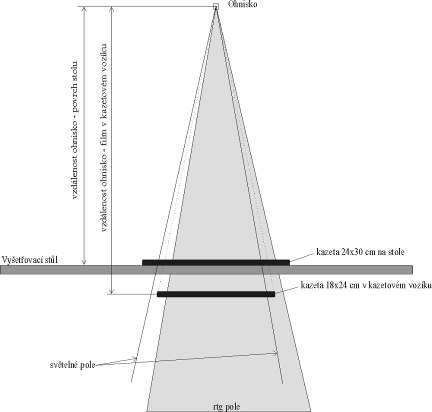 Ohnisko
vzdálenost ohnisko - povrch stolu
vzdálenost ohnisko - film v kazetovém vozíku
kazeta 24x30 cm na stole
Vyšetřovací stůl
kazeta 18x24 cm v kazetovém vozíku
světelné pole
rtg pole